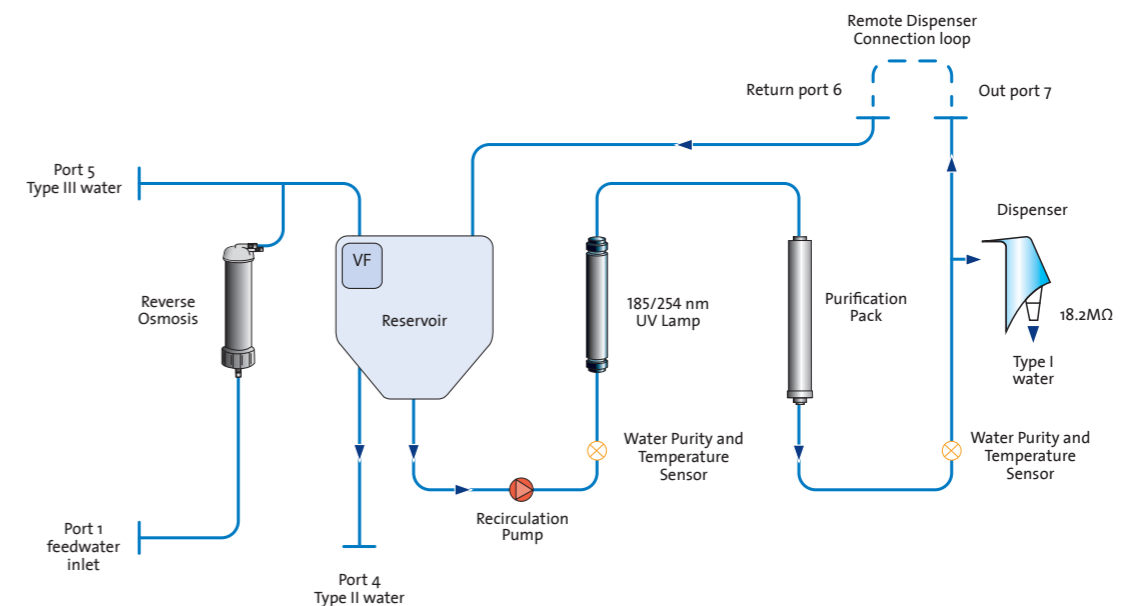 Remote Dispenser
Connection loop
Return port 6
Out port 7
Port 5
Type III water
Dispenser
VF
Reservoir
Reverse
Osmosis
185/254 nm
UV Lamp
Purification
Pack
18.2MΩ
Type I
water
Water Purity and
Temperature
Sensor
Water Purity and
Temperature
Sensor
Recirculation
Pump
Port 1
feedwater
inlet
Port 4
Type II water